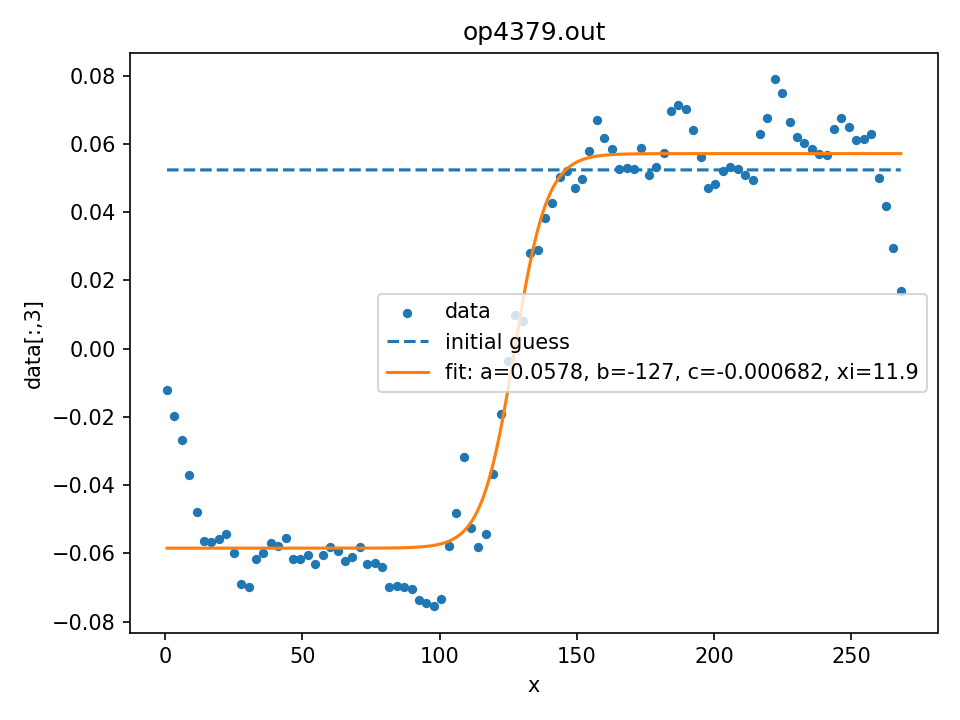 op4379.out
0.08
0.06
0.04
0.02
0.00
−0.02
−0.04
−0.06
−0.08
data[:,3]
data
initial guess
fit: a=0.0578, b=-127, c=-0.000682, xi=11.9
0 50 100 150 200 250
x